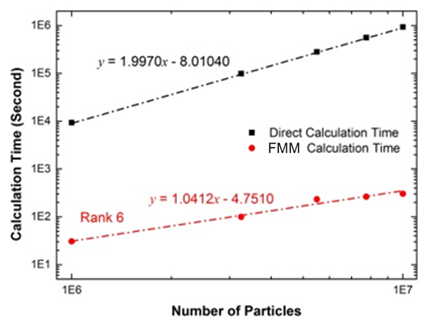 1E6
y = 1.9970x - 8.01040
1E5
1E4
Direct Calculation Time
FMM Calculation Time
1E3
y = 1.0412x - 4.7510
Rank 6
1E2
1E1
Calculation Time (Second)
1E6
1E7
Number of Particles